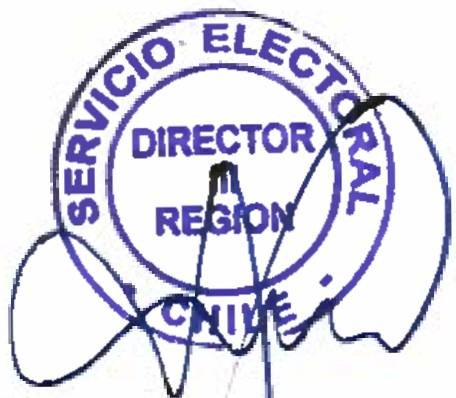 SERVICIO ELECTORAL
DIRECTOR
II
REGION
CHILE